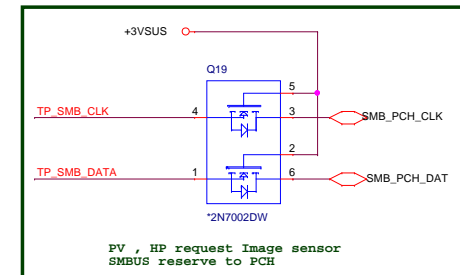 +3VSUS
Q19
5
TP_SMB_CLK 4 3 SMB_PCH_CLK
2
TP_SMB_DATA 1 6 SMB_PCH_DAT
*2N7002DW
PV , HP request Image sensor
SMBUS reserve to PCH